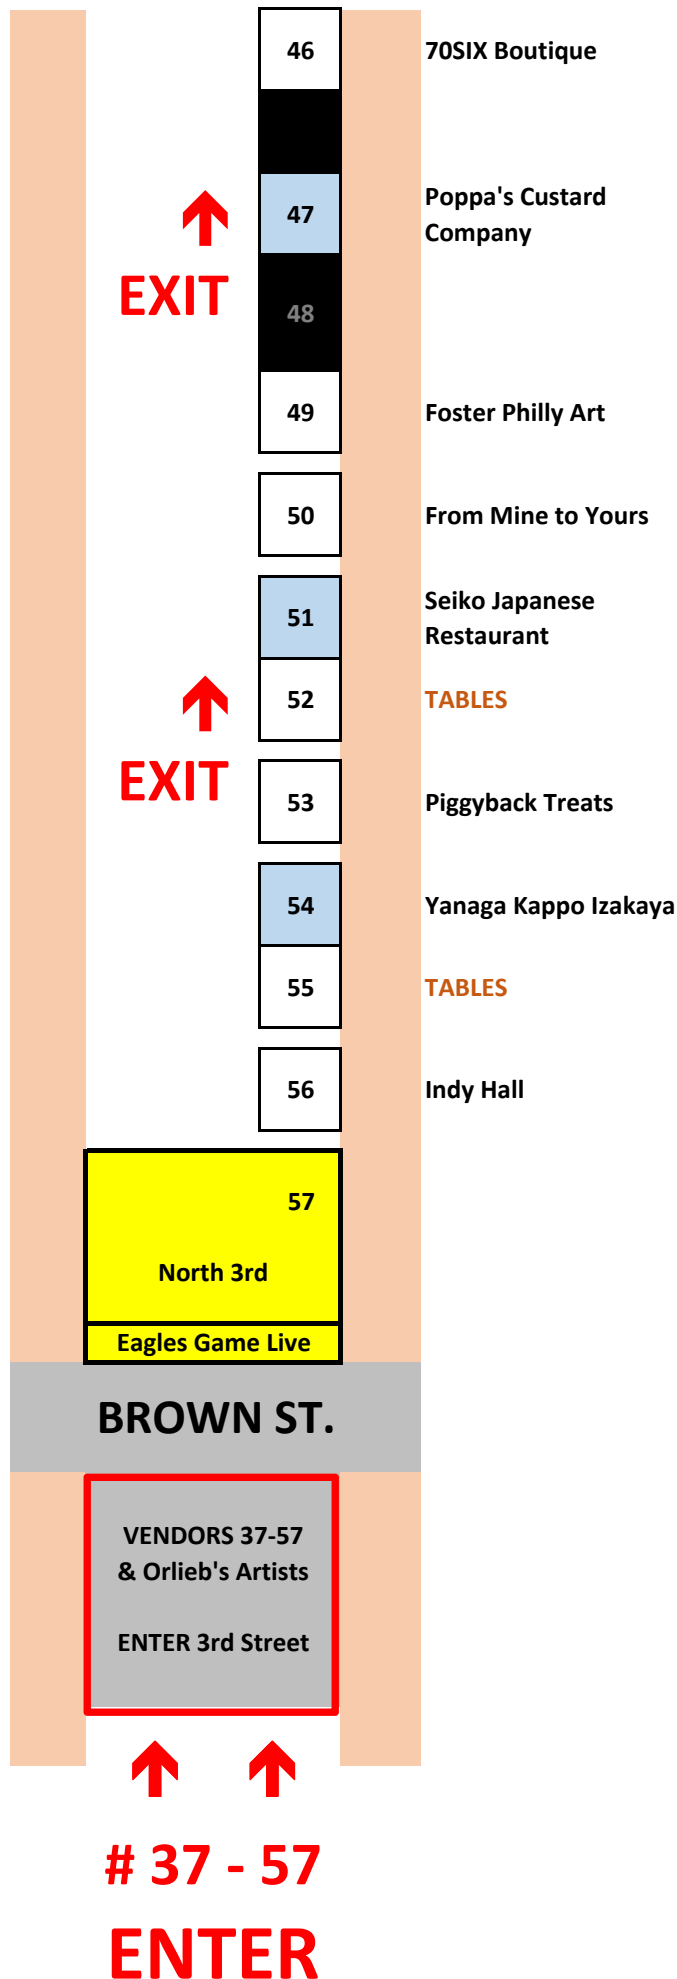 46 70SIX Boutique
47 Poppa's Custard
Company
EXIT
48
49 Foster Philly Art
50 From Mine to Yours
51 Seiko Japanese
Restaurant
52 TABLES
EXIT
53 Piggyback Treats
54 Yanaga Kappo Izakaya
55 TABLES
56 Indy Hall
57
North 3rd
Eagles Game Live
BROWN ST.
VENDORS 37-57
& Orlieb's Artists
ENTER 3rd Street
# 37 - 57
ENTER